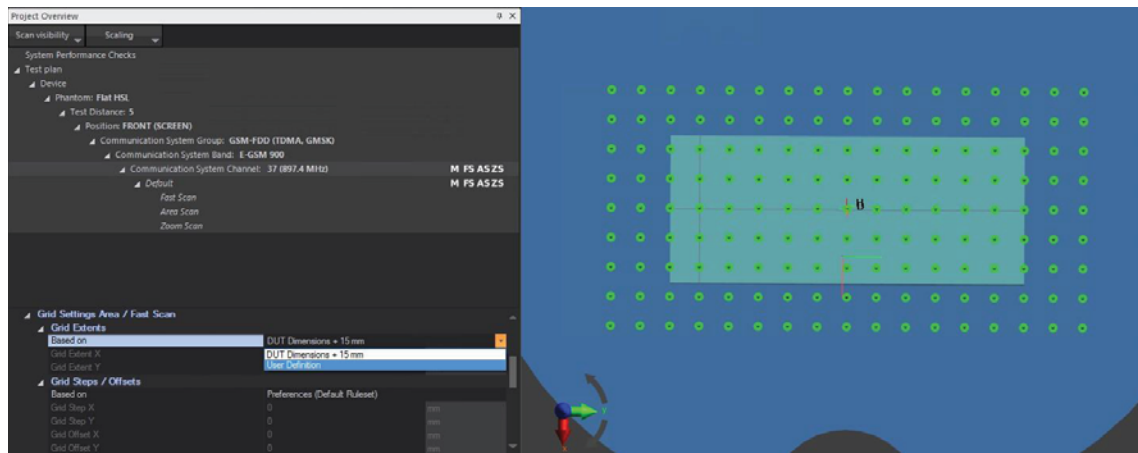 Project Overview
Scan visibility Scaling
System Performance Checks
Test plan
Device
Phantom: Flat HSL
Test Distance: 5
Position: FRONT (SCREEN)
Communication System Group: GSM-FDD (TDMA, GMSK)
Communication System Band: E-GSM 900
Communication System Channel: 37 (897.4 MHz) M FS AS ZS
Default M FS AS ZS
Fast Scan
Area Scan
Zoom Scan
Grid Settings Area / Fast Scan
Grid Extents
Based on DUT Dimensions + 15 mm
Grid Extent X DUT Dimensions + 15 mm
Grid Extent Y User Definition
Grid Steps / Offsets
Based on Preferences (Default Ruleset)
Grid Step X 0 mm
Grid Step Y 0 mm
Grid Offset X 0 mm
Grid Offset Y 0 mm
Y